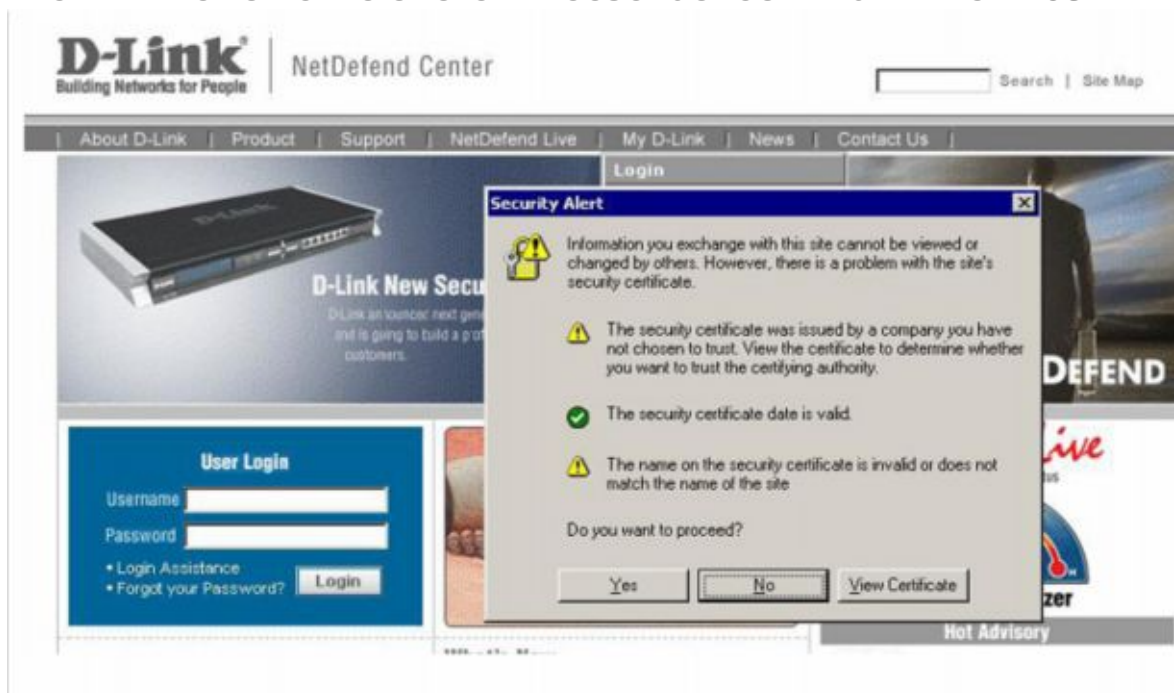 D-Link
Building Networks for People
NetDefend Center
Search | Site Map
| About D-Link | Product | Support | NetDefend Live | My D-Link | News | Contact Us |
Login
D-Link
D-Link New Secu
customers.
Security Alert
Information you exchange with this site cannot be viewed or
changed by others. However, there is a problem with the site's
security certificate.
The security certificate was issued by a company you have
not chosen to trust. View the certificate to determine whether
you want to trust the certifying authority.
The security certificate date is valid.
The name on the security certificate is invalid or does not
match the name of the site
Do you want to proceed?
Yes
No
View Certificate
DEFEND
User Login
Username
Password
• Login Assistance
• Forgot your Password?
Login
Live
zer
Hot Advisory